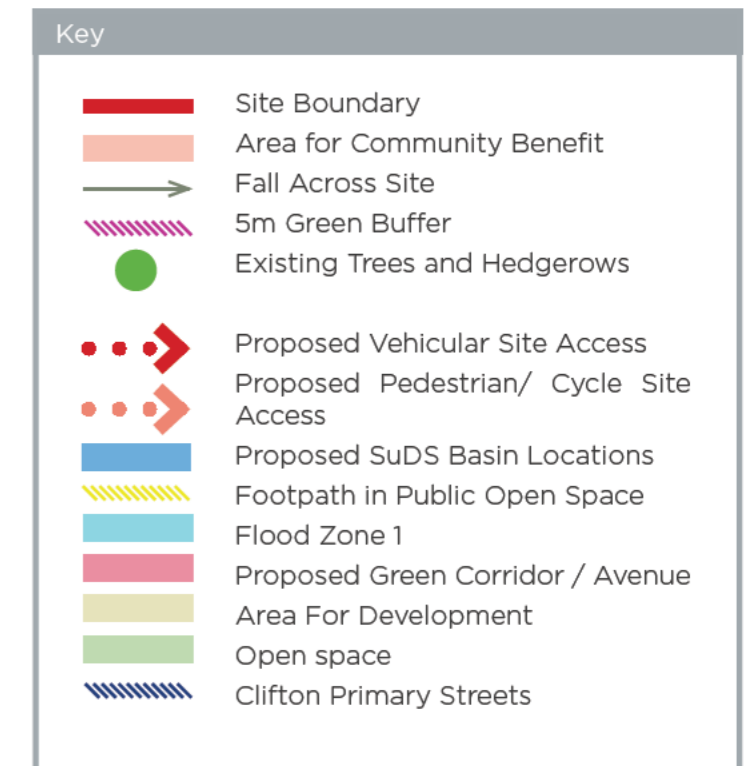 Key
Site Boundary
Area for Community Benefit
Fall Across Site
5m Green Buffer
Existing Trees and Hedgerows
Proposed Vehicular Site Access
Proposed Pedestrian/ Cycle Site
Access
Proposed SuDS Basin Locations
Footpath in Public Open Space
Flood Zone 1
Proposed Green Corridor / Avenue
Area For Development
Open space
Clifton Primary Streets